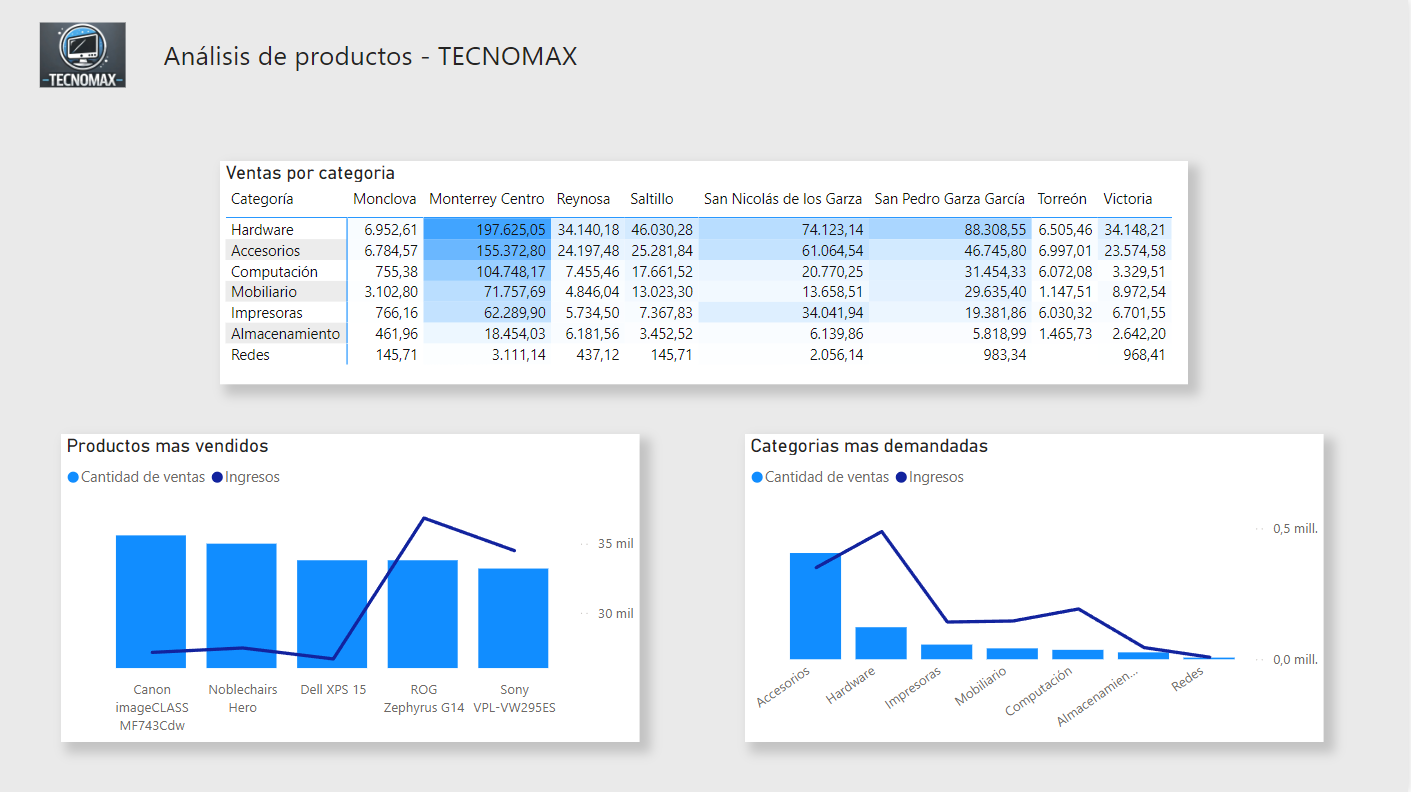 -TECNOMAX-
Análisis de productos - TECNOMAX
Ventas por categoria
Categoría Monclova Monterrey Centro Reynosa Saltillo San Nicolás de los Garza San Pedro Garza García Torreón Victoria
Hardware 6.952,61 197.625,05 34.140,18 46.030,28 74.123,14 88.308,55 6.505,46 34.148,21
Accesorios 6.784,57 155.372,80 24.197,48 25.281,84 61.064,54 46.745,80 6.997,01 23.574,58
Computación 755,38 104.748,17 7.455,46 17.661,52 20.770,25 31.454,33 6.072,08 3.329,51
Mobiliario 3.102,80 71.757,69 4.846,04 13.023,30 13.658,51 29.635,40 1.147,51 8.972,54
Impresoras 766,16 62.289,90 5.734,50 7.367,83 34.041,94 19.381,86 6.030,32 6.701,55
Almacenamiento 461,96 18.454,03 6.181,56 3.452,52 6.139,86 5.818,99 1.465,73 2.642,20
Redes 145,71 3.111,14 437,12 145,71 2.056,14 983,34 968,41
Productos mas vendidos
Cantidad de ventas Ingresos
35 mil
30 mil
Canon imageCLASS MF743Cdw
Noblechairs Hero
Dell XPS 15
ROG Zephyrus G14
Sony VPL-VW295ES
Categorias mas demandadas
Cantidad de ventas Ingresos
0,5 mill.
0,0 mill.
Accesorios
Hardware
Impresoras
Mobiliario
Computación
Almacenamien...
Redes